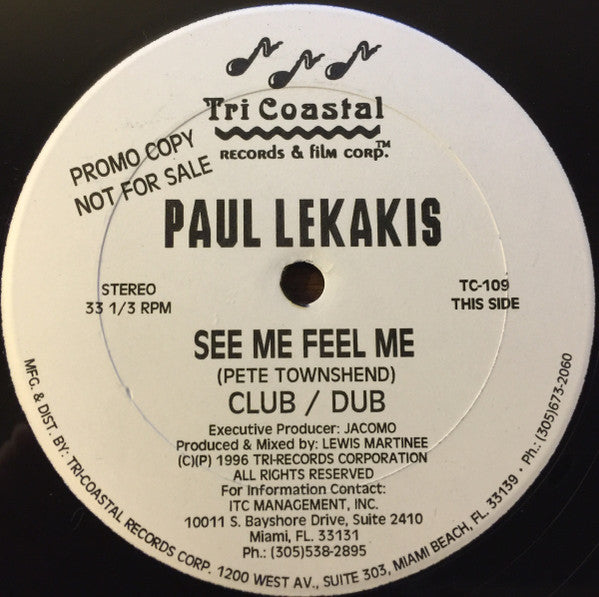 Tri Coastal
RECORDS & FILM CORP.™
PROMO COPY
NOT FOR SALE
PAUL LEKAKIS
STEREO
33 1/3 RPM
TC-109
THIS SIDE
SEE ME FEEL ME
(PETE TOWNSHEND)
CLUB / DUB
Executive Producer: JACOMO
Produced & Mixed by: LEWIS MARTINEE
(C)(P) 1996 TRI-RECORDS CORPORATION
ALL RIGHTS RESERVED
For Information Contact:
ITC MANAGEMENT, INC.
10011 S. Bayshore Drive, Suite 2410
Miami, FL. 33131
Ph.: (305)538-2895
MFG. & DIST. BY: TRI-COASTAL RECORDS CORP. 1200 WEST AV., SUITE 303, MIAMI BEACH, FL. 33139 • Ph.: (305)673-2060